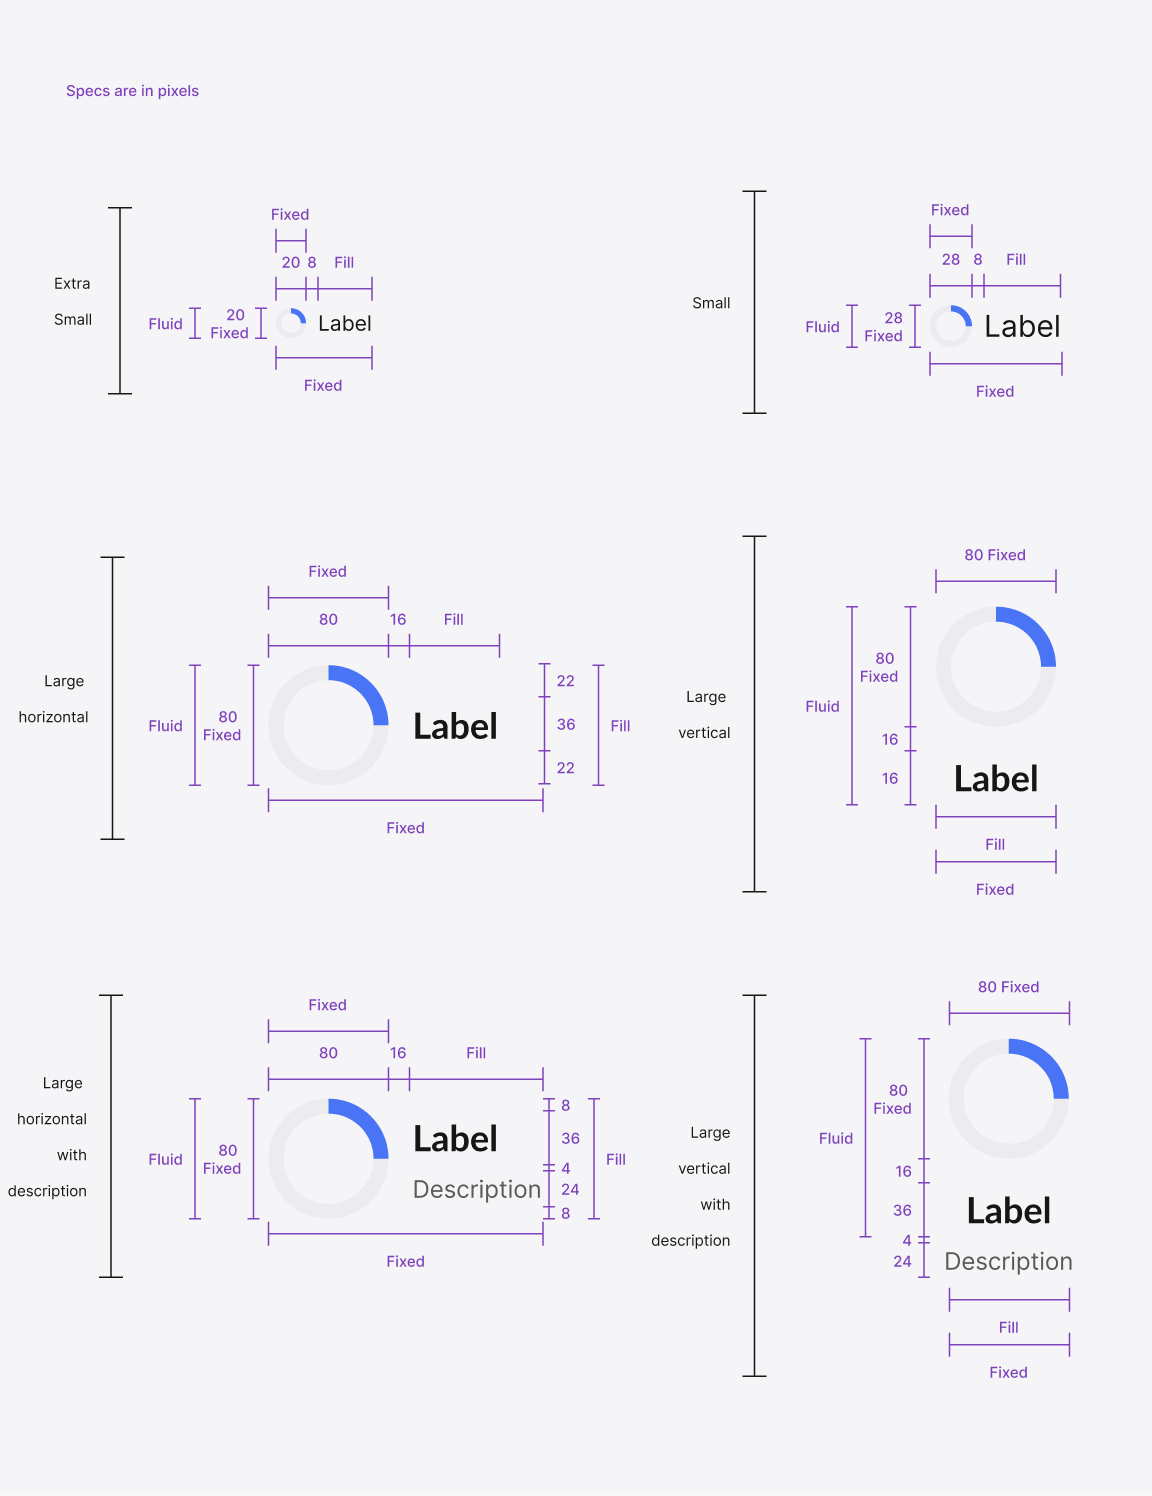 Specs are in pixels
Fixed
20 8 Fill
Extra
Small
Fluid
20
Fixed
Label
Fixed
Fixed
28 8 Fill
Small
Fluid
28
Fixed
Label
Fixed
Fixed
80 16 Fill
Large
horizontal
Fluid
80
Fixed
Label
22
36
22
Fill
Fixed
80 Fixed
Large
vertical
Fluid
80
Fixed
16
16
Label
Fill
Fixed
Fixed
80 16 Fill
Large
horizontal
with
description
Fluid
80
Fixed
Label
Description
8
36
4
24
8
Fill
Fixed
80 Fixed
Large
vertical
with
description
Fluid
80
Fixed
16
36
4
24
Label
Description
Fill
Fixed